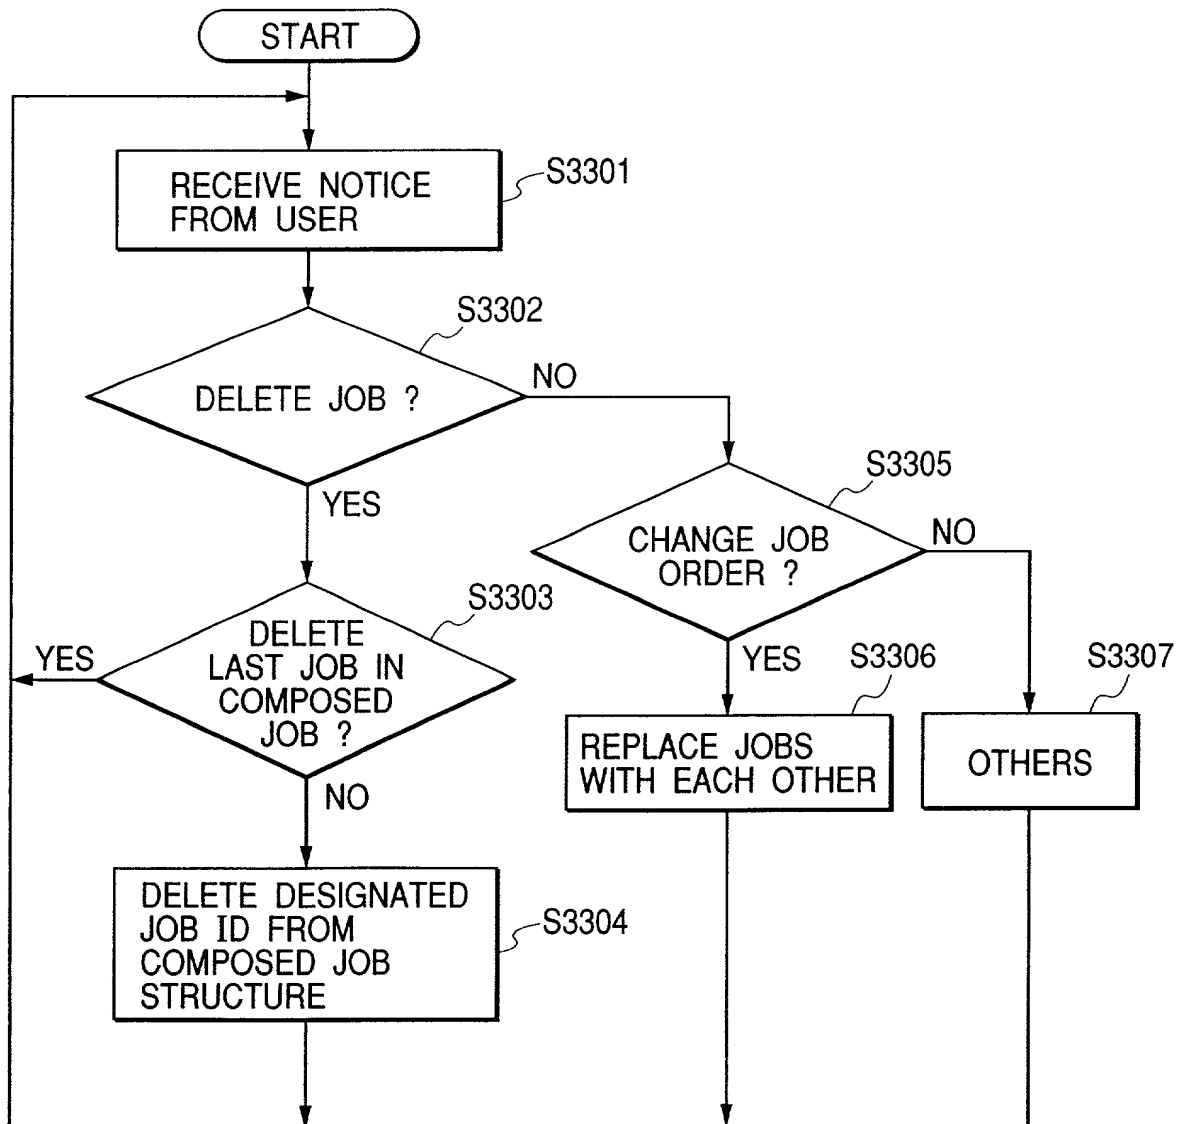 START
RECEIVE NOTICE
FROM USER
S3301
S3302
DELETE JOB ?
NO
YES
S3305
CHANGE JOB
ORDER ?
NO
YES
S3303
DELETE
LAST JOB IN
COMPOSED
JOB ?
YES
NO
S3306
REPLACE JOBS
WITH EACH OTHER
S3307
OTHERS
DELETE DESIGNATED
JOB ID FROM
COMPOSED JOB
STRUCTURE
S3304